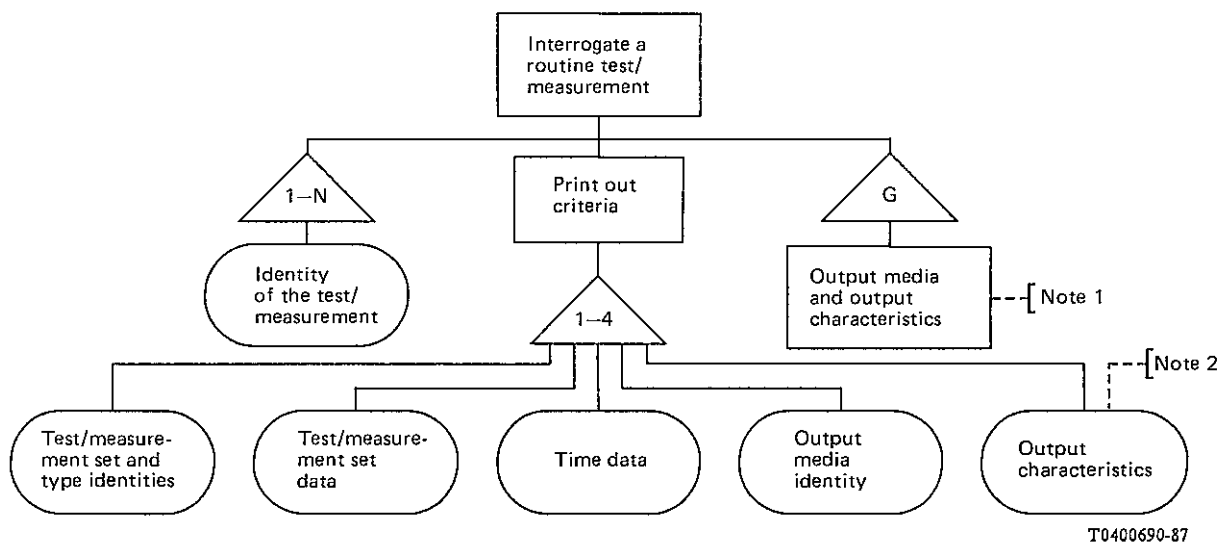 Interrogate a
routine test/
measurement
1–N
Print out
criteria
G
Identity
of the test/
measurement
Output media
and output
characteristics
Note 1
1–4
Note 2
Test/measure-
ment set and
type identities
Test/measure-
ment set
data
Time data
Output
media
identity
Output
characteristics
T0400690-87